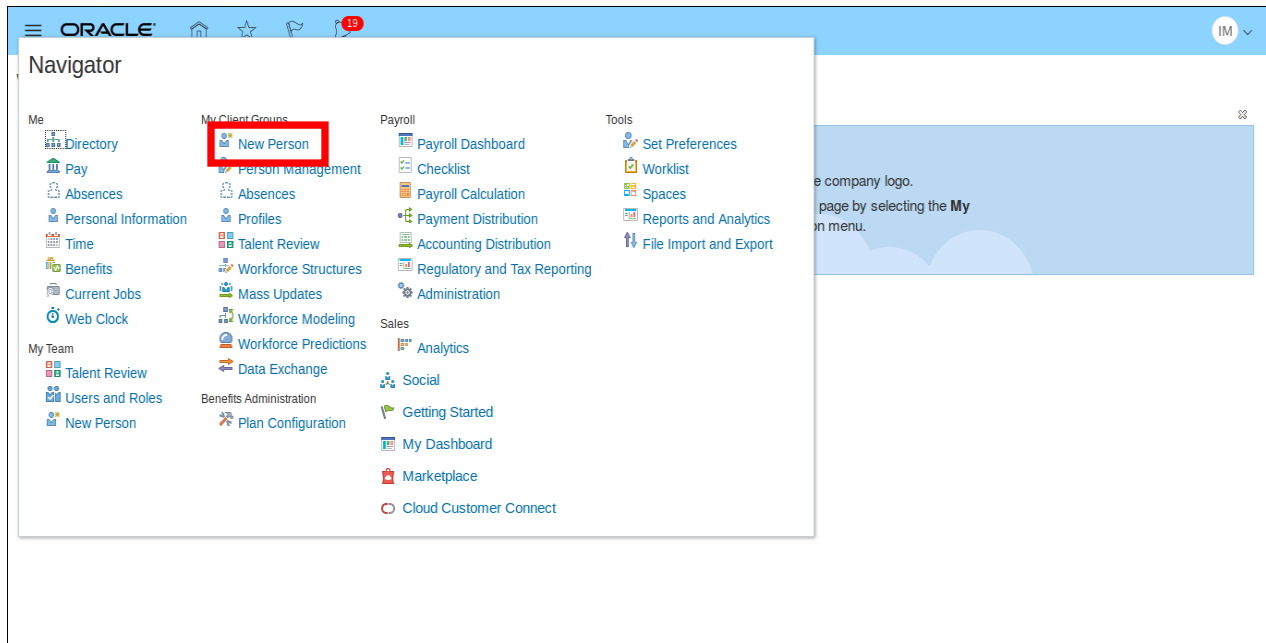 ORACLE
19
IM
Navigator
Me
Directory
Pay
Absences
Personal Information
Time
Benefits
Current Jobs
Web Clock
My Team
Talent Review
Users and Roles
New Person
My Client Groups
New Person
Person Management
Absences
Profiles
Talent Review
Workforce Structures
Mass Updates
Workforce Modeling
Workforce Predictions
Data Exchange
Benefits Administration
Plan Configuration
Payroll
Payroll Dashboard
Checklist
Payroll Calculation
Payment Distribution
Accounting Distribution
Regulatory and Tax Reporting
Administration
Sales
Analytics
Social
Getting Started
My Dashboard
Marketplace
Cloud Customer Connect
Tools
Set Preferences
Worklist
Spaces
Reports and Analytics
File Import and Export
company logo.
page by selecting the My
menu.